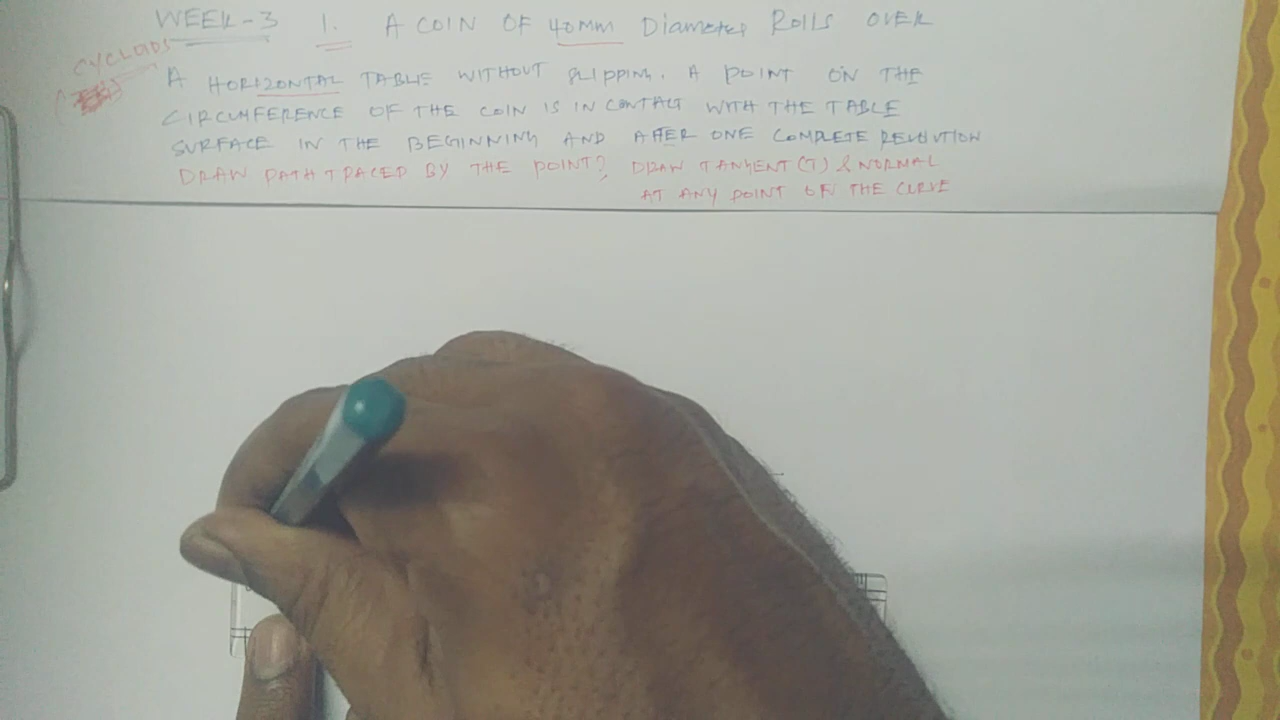 WEEK-3 1. A COIN OF 40MM Diameter Rolls OVER
CYCLOIDS
A HORIZONTAL TABLE WITHOUT SLIPPING. A POINT ON THE
CIRCUMFERENCE OF THE COIN IS IN CONTACT WITH THE TABLE
SURFACE IN THE BEGINNING AND AFTER ONE COMPLETE REVOLUTION
DRAW PATH TRACED BY THE POINT? DRAW TANGENT(T) & NORMAL
AT ANY POINT ON THE CURVE